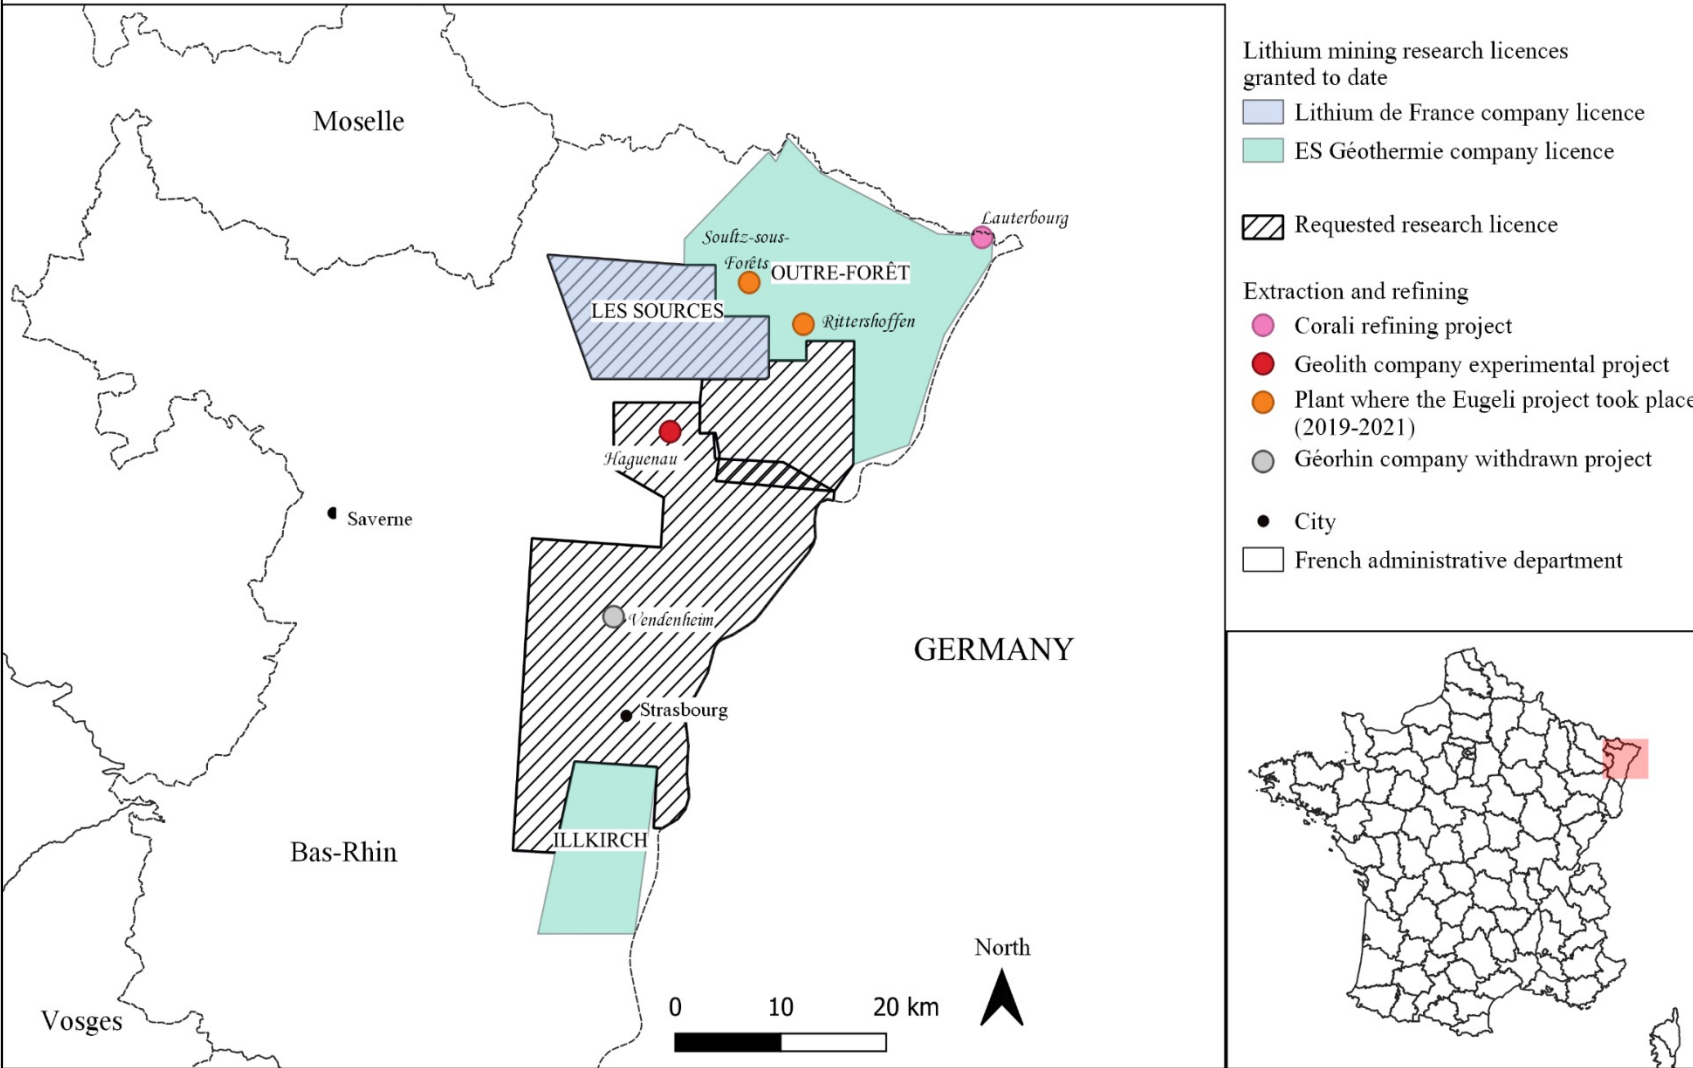 Moselle
Lauterbourg
Soultz-sous-
Forêts
OUTRE-FORÊT
LES SOURCES
Rittershoffen
Haguenau
Saverne
Vendenheim
GERMANY
Strasbourg
ILLKIRCH
Bas-Rhin
Vosges
North
0 10 20 km
Lithium mining research licences
granted to date
Lithium de France company licence
ES Géothermie company licence
Requested research licence
Extraction and refining
Corali refining project
Geolith company experimental project
Plant where the Eugeli project took place
(2019-2021)
Géorhin company withdrawn project
City
French administrative department